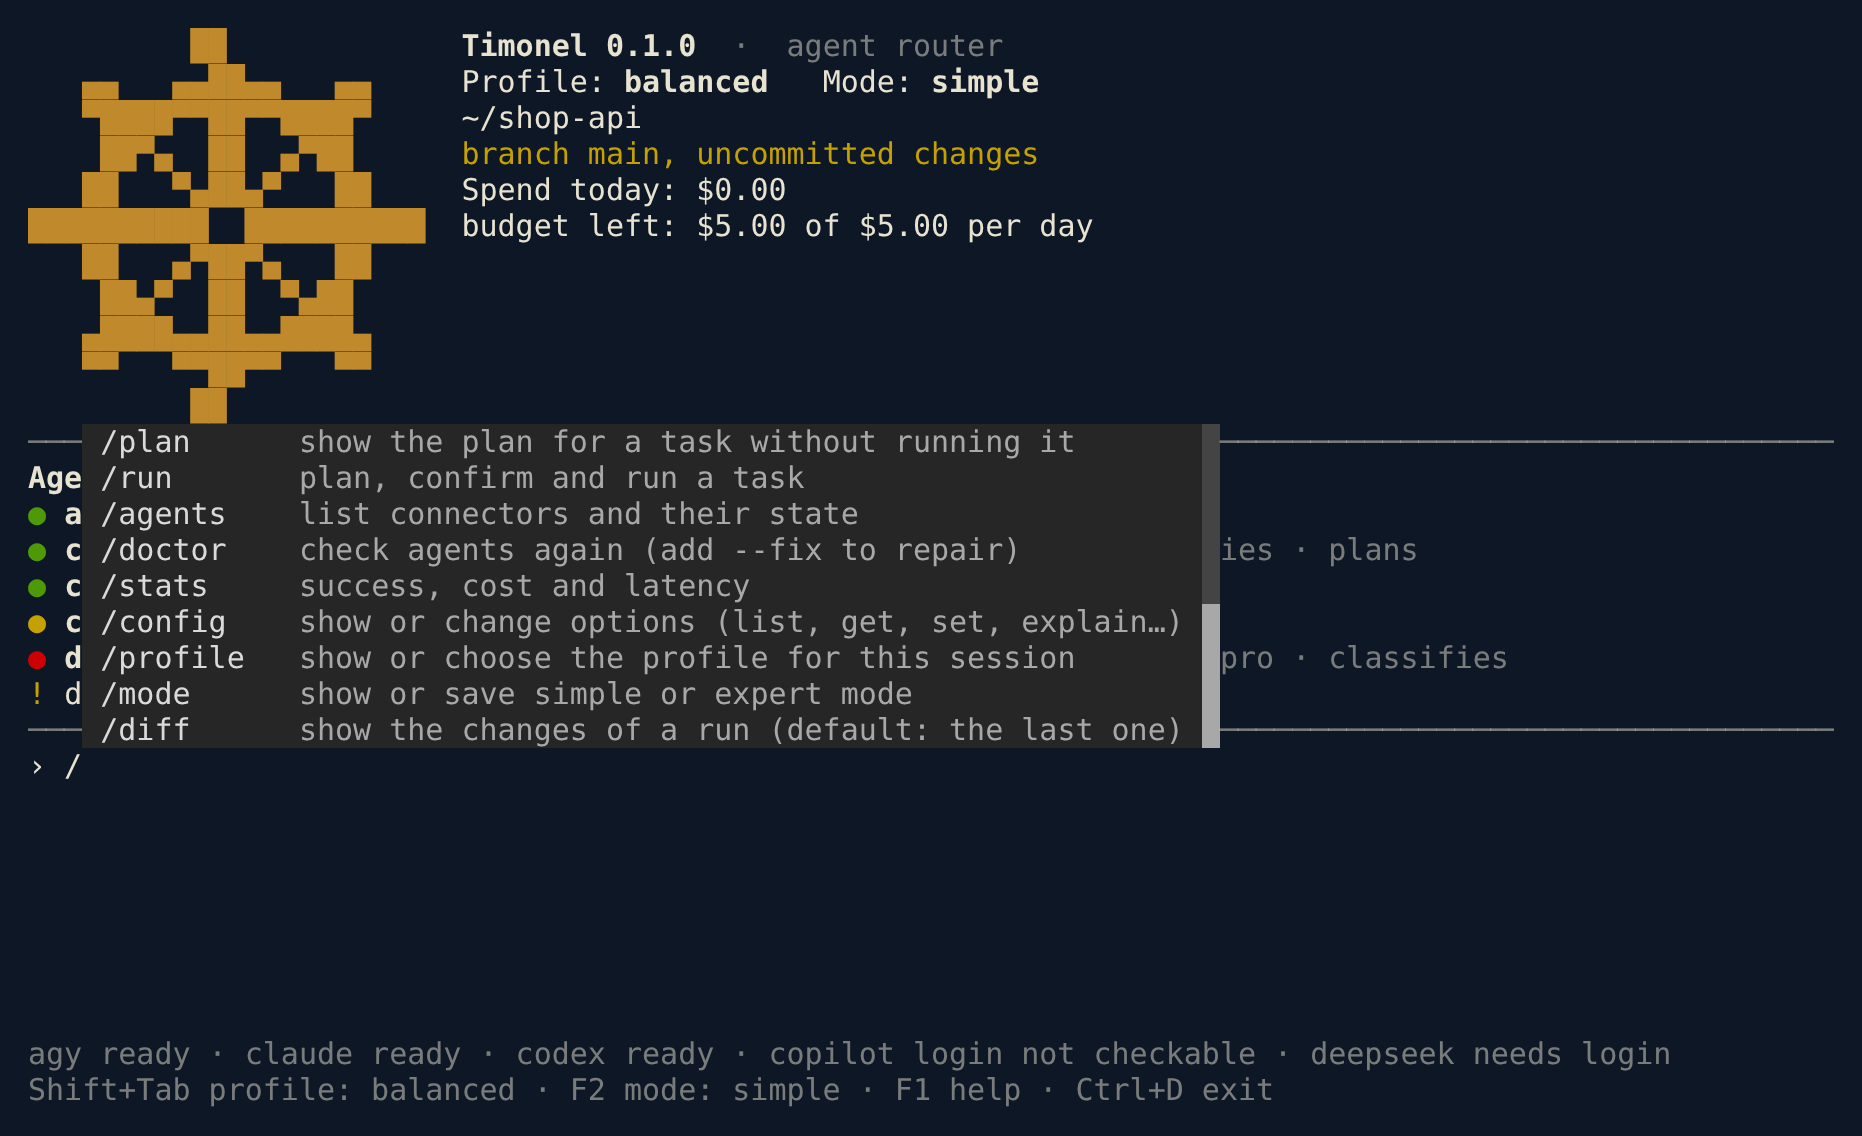 Timonel 0.1.0 · agent router
Profile: balanced Mode: simple
~/shop-api
branch main, uncommitted changes
Spend today: $0.00
budget left: $5.00 of $5.00 per day
/plan show the plan for a task without running it
Age /run plan, confirm and run a task
● a /agents list connectors and their state
● c /doctor check agents again (add --fix to repair) ies · plans
● c /stats success, cost and latency
● c /config show or change options (list, get, set, explain…)
● d /profile show or choose the profile for this session pro · classifies
! d /mode show or save simple or expert mode
/diff show the changes of a run (default: the last one)
› /
agy ready · claude ready · codex ready · copilot login not checkable · deepseek needs login
Shift+Tab profile: balanced · F2 mode: simple · F1 help · Ctrl+D exit